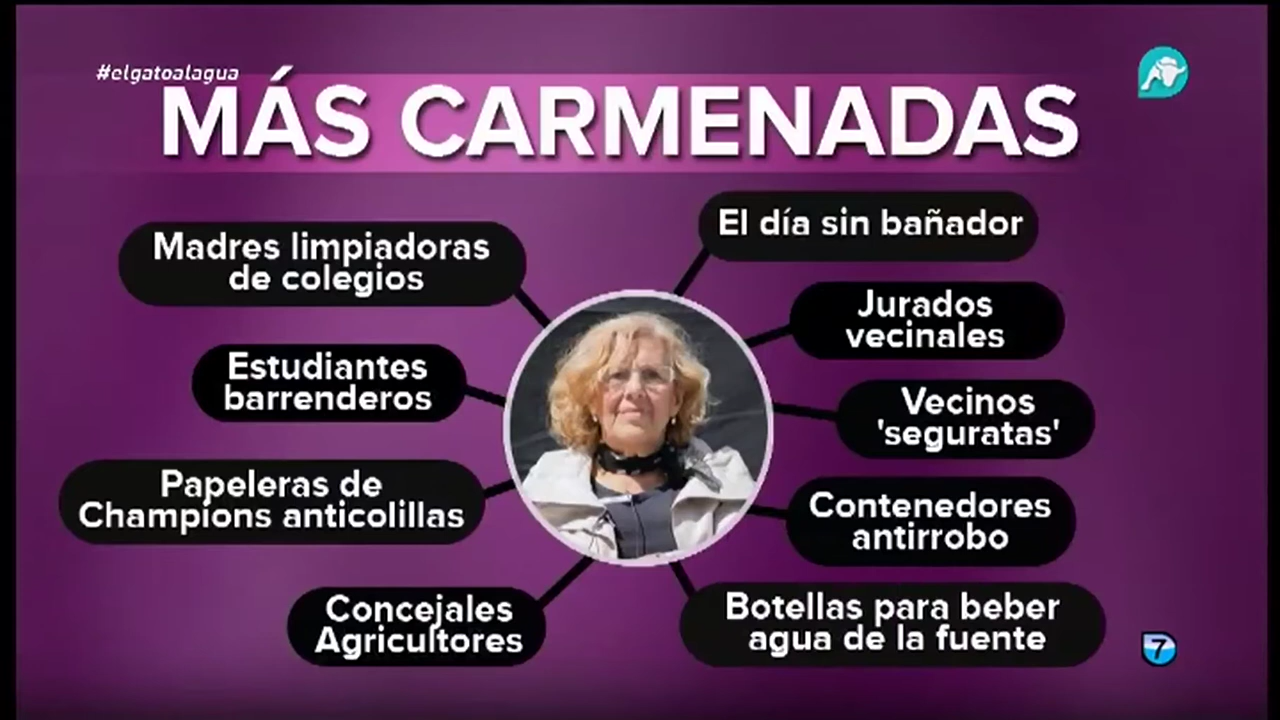 #elgatoalagua
MÁS CARMENADAS
Madres limpiadoras
de colegios
Estudiantes
barrenderos
Papeleras de
Champions anticolillas
Concejales
Agricultores
El día sin bañador
Jurados
vecinales
Vecinos
'seguratas'
Contenedores
antirrobo
Botellas para beber
agua de la fuente
7